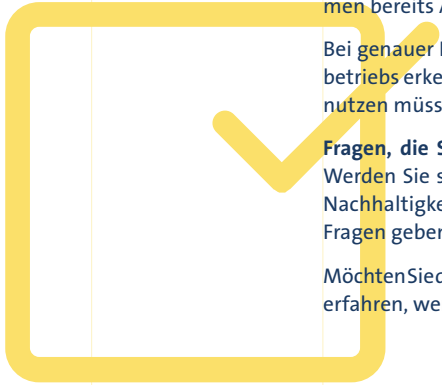 men bereits
Bei genauer
betriebs erke
nutzen müss
Fragen, die S
Werden Sie s
Nachhaltigke
Fragen geber
MöchtenSied
erfahren, we